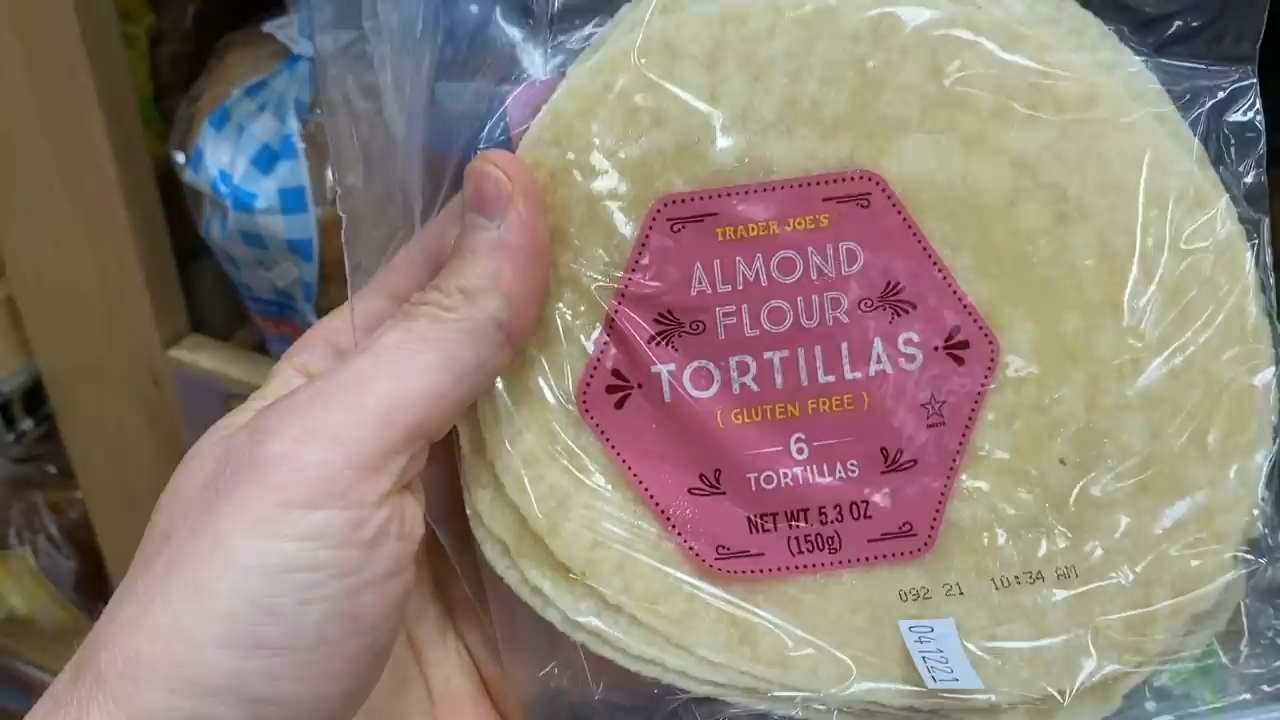 TRADER JOE'S
ALMOND
FLOUR
TORTILLAS
( GLUTEN FREE )
6
TORTILLAS
NET WT. 5.3 OZ
(150g)
092 21 10:34 AM
041221